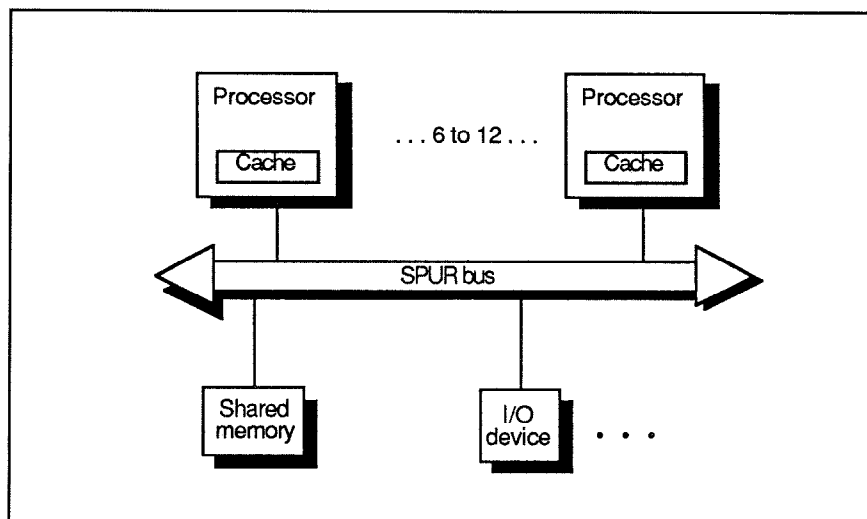 Processor
Cache
. . . 6 to 12 . . .
Processor
Cache
SPUR bus
Shared
memory
I/O
device
. . .